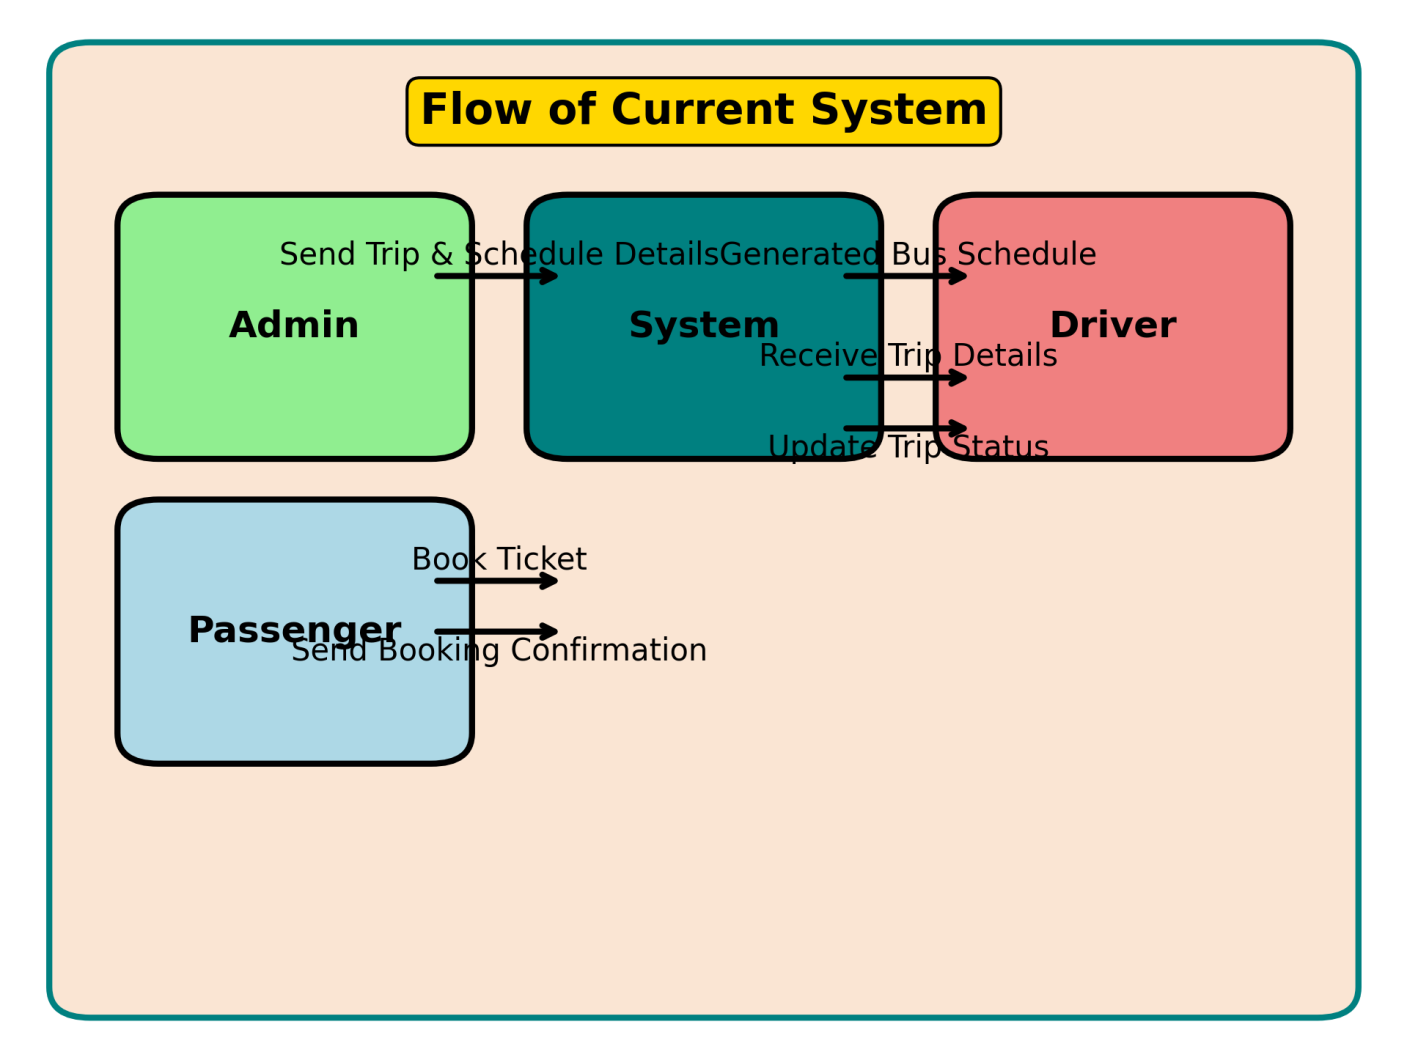 Flow of Current System
Send Trip & Schedule Details
Generated Bus Schedule
Admin
System
Driver
Receive Trip Details
Update Trip Status
Book Ticket
Passenger
Send Booking Confirmation